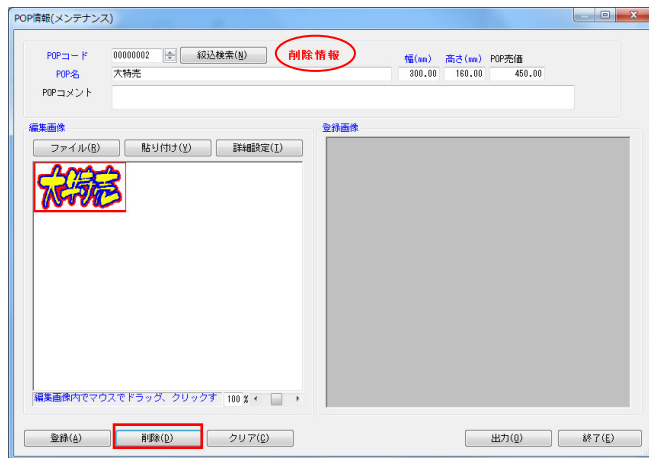 POP情報(メンテナンス)
POPコード 00000002 絞込検索(N) 削除情報
幅(mm) 高さ(mm) POP売価
POP名 大特売 300.00 160.00 450.00
POPコメント
編集画像 登録画像
ファイル(R) 貼り付け(Y) 詳細設定(I)
大特売
編集画像内でマウスでドラッグ、クリックす 100 %
登録(A) 削除(D) クリア(C) 出力(O) 終了(E)